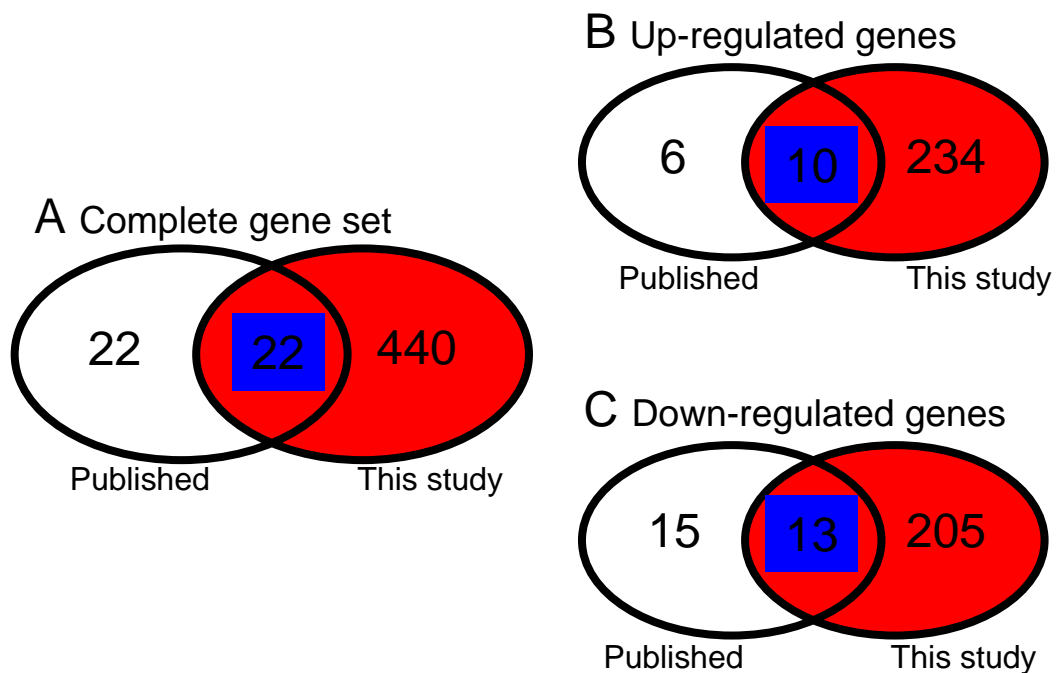 A Complete gene set
22 22 440
Published This study
B Up-regulated genes
6 10 234
Published This study
C Down-regulated genes
15 13 205
Published This study